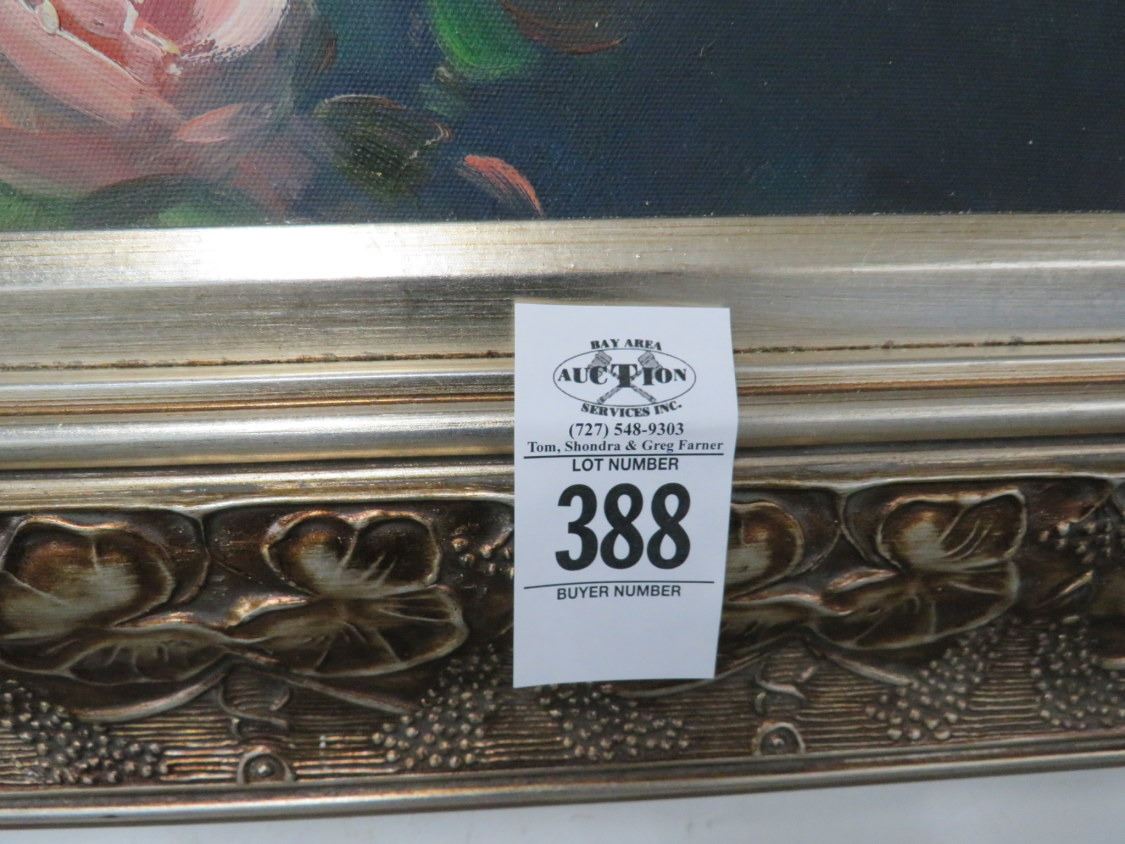 BAY AREA
AUCTION
SERVICES INC.
(727) 548-9303
Tom, Shondra & Greg Farner
LOT NUMBER
388
BUYER NUMBER